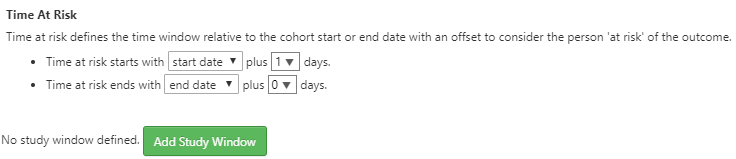 Time At Risk
Time at risk defines the time window relative to the cohort start or end date with an offset to consider the person 'at risk' of the outcome.
• Time at risk starts with start date ▼ plus 1 ▼ days.
• Time at risk ends with end date ▼ plus 0 ▼ days.
No study window defined. Add Study Window